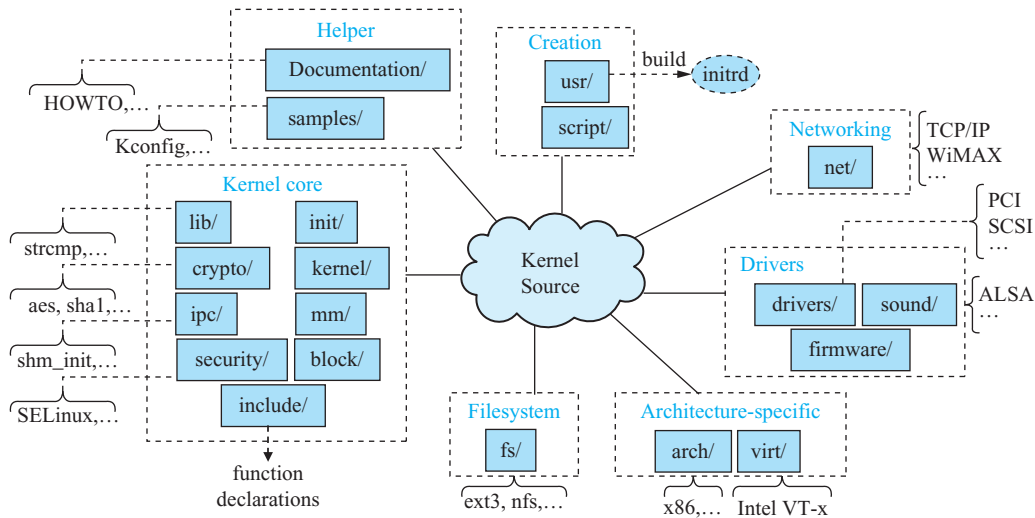 Helper
Documentation/
samples/
HOWTO,…
Kconfig,…
Creation
usr/
build
initrd
script/
Networking
net/
TCP/IP
WiMAX
…
Kernel core
lib/
init/
crypto/
kernel/
ipc/
mm/
security/
block/
include/
strcmp,…
aes, sha1,…
shm_init,…
SELinux,…
function
declarations
Kernel
Source
Drivers
drivers/
sound/
firmware/
PCI
SCSI
…
ALSA
…
Filesystem
fs/
ext3, nfs,…
Architecture-specific
arch/
virt/
x86,…
Intel VT-x